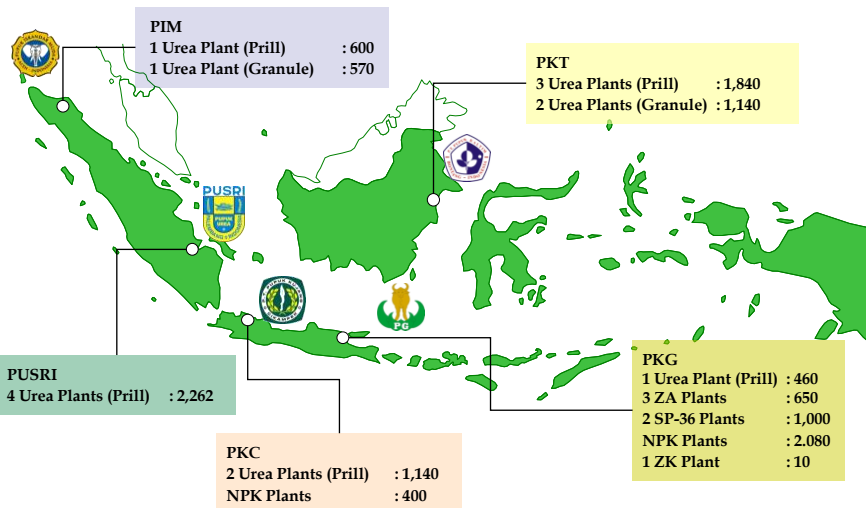 PIM
1 Urea Plant (Prill) : 600
1 Urea Plant (Granule) : 570
PKT
3 Urea Plants (Prill) : 1,840
2 Urea Plants (Granule) : 1,140
PUSRI
PUPUK
UREA
PG
PUSRI
4 Urea Plants (Prill) : 2,262
PKG
1 Urea Plant (Prill) : 460
3 ZA Plants : 650
2 SP-36 Plants : 1,000
NPK Plants : 2.080
1 ZK Plant : 10
PKC
2 Urea Plants (Prill) : 1,140
NPK Plants : 400